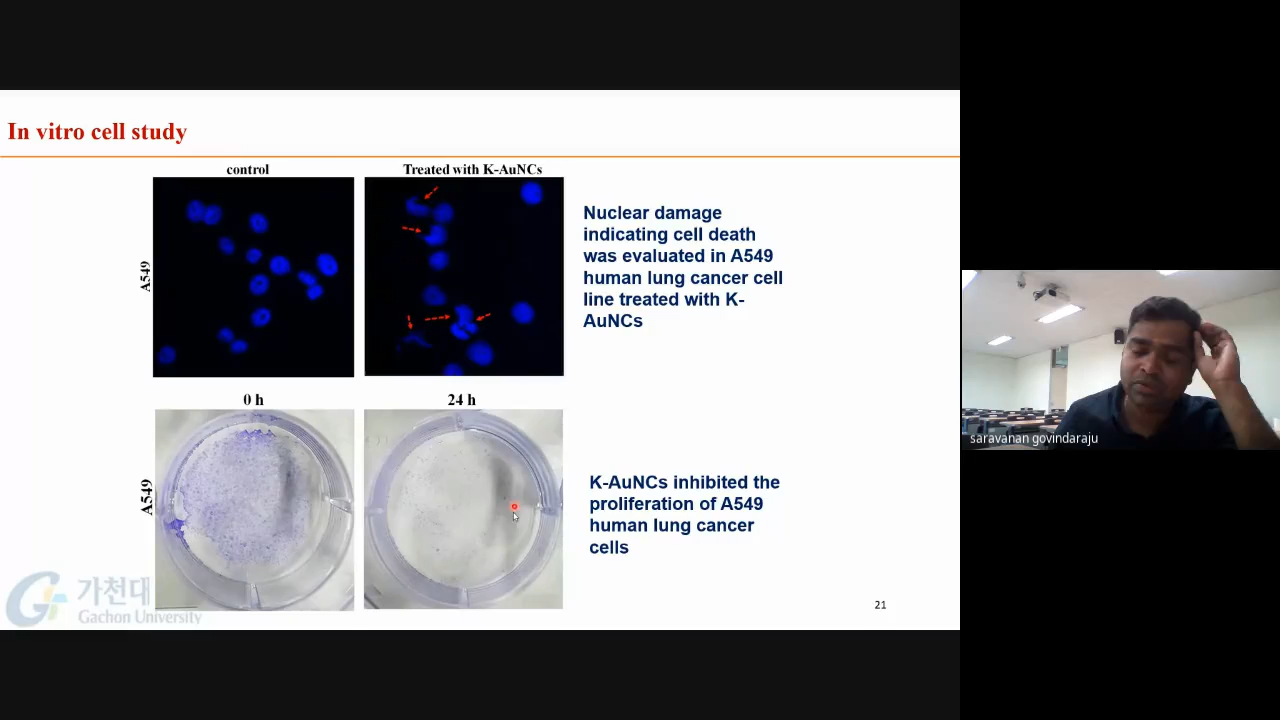 In vitro cell study
control
Treated with K-AuNCs
A549
Nuclear damage
indicating cell death
was evaluated in A549
human lung cancer cell
line treated with K-
AuNCs
0 h
24 h
A549
K-AuNCs inhibited the
proliferation of A549
human lung cancer
cells
가천대
Gachon University
21
saravanan govindaraju